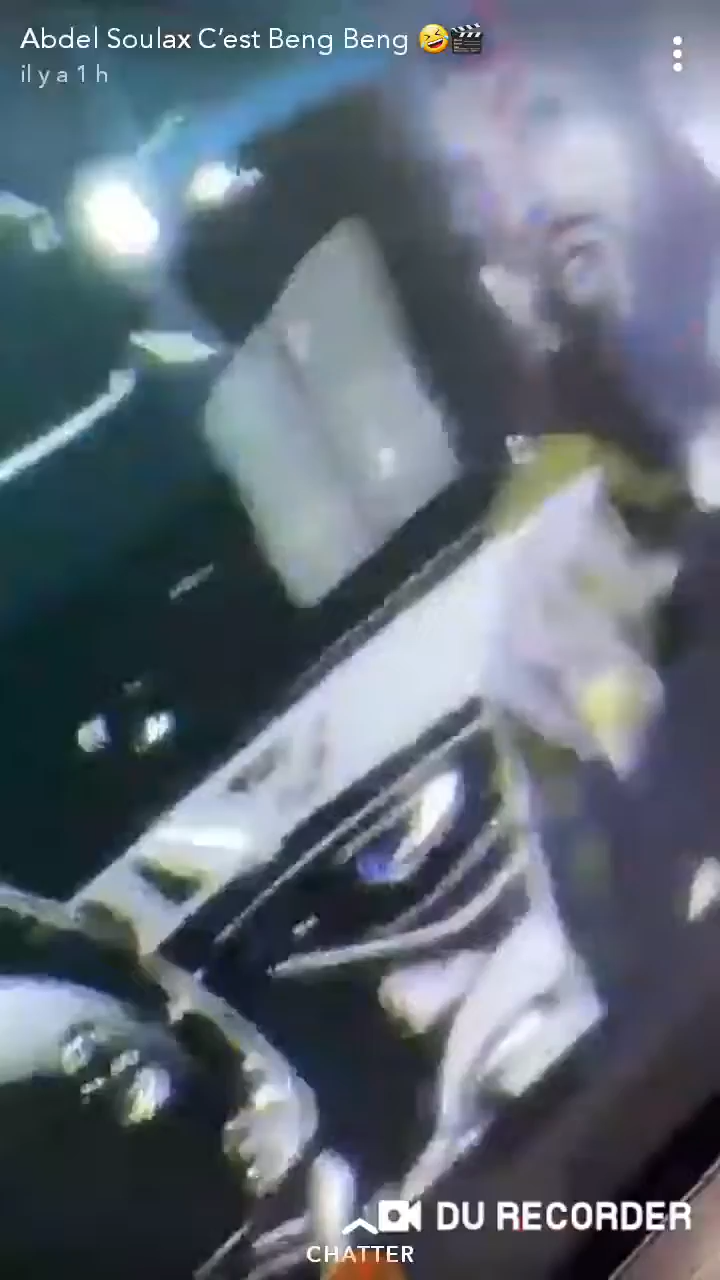 Abdel Soulax C’est Beng Beng 🤣🎬
il y a 1 h
DU RECORDER
CHATTER